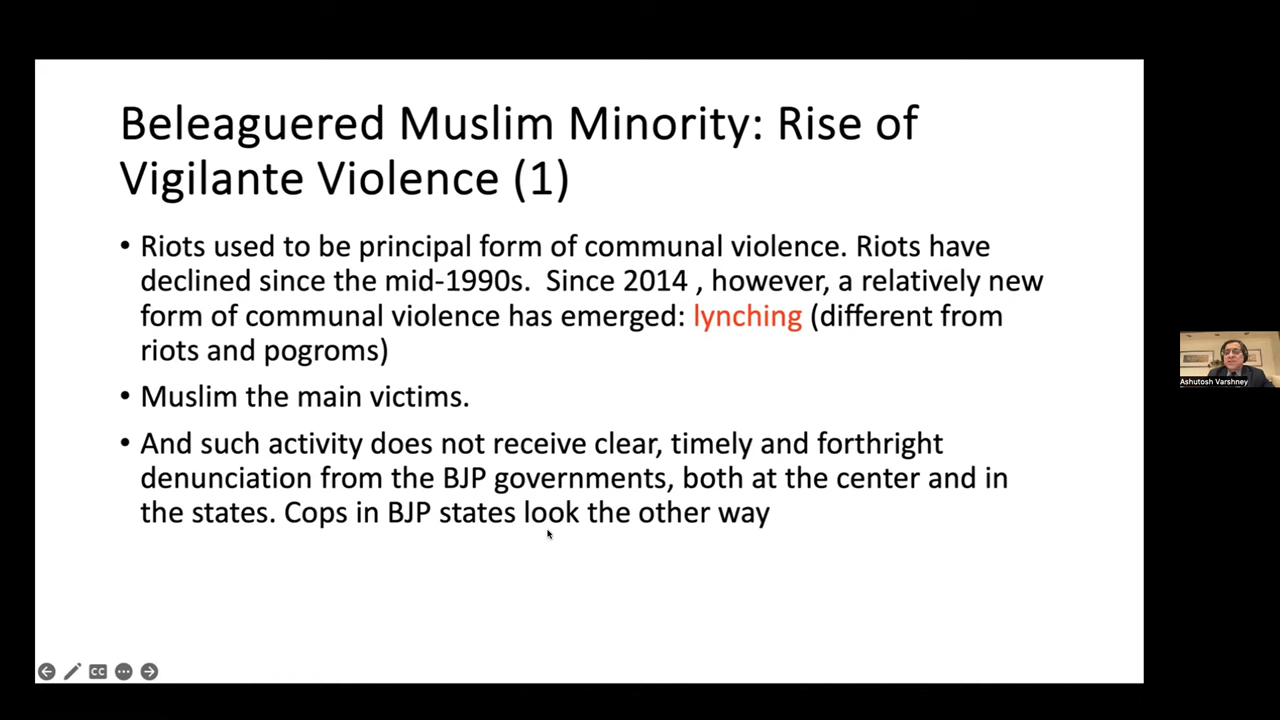 Beleaguered Muslim Minority: Rise of
Vigilante Violence (1)
• Riots used to be principal form of communal violence. Riots have
declined since the mid-1990s.  Since 2014 , however, a relatively new
form of communal violence has emerged: lynching (different from
riots and pogroms)
• Muslim the main victims.
• And such activity does not receive clear, timely and forthright
denunciation from the BJP governments, both at the center and in
the states. Cops in BJP states look the other way
Ashutosh Varshney
CC